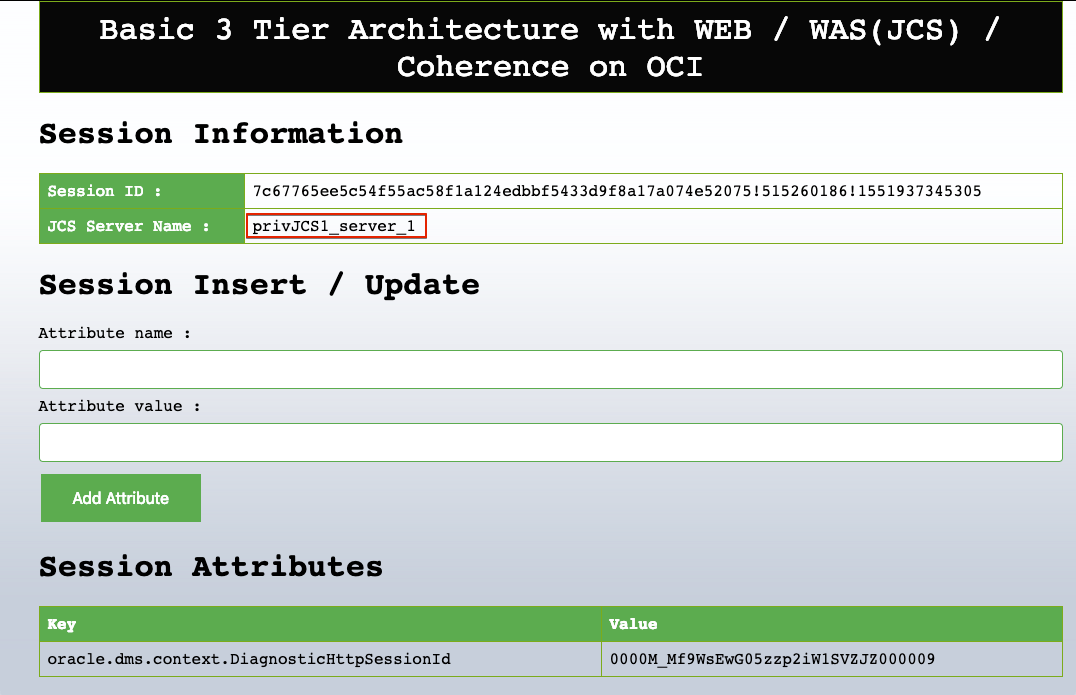 Basic 3 Tier Architecture with WEB / WAS(JCS) /
Coherence on OCI
Session Information
Session ID : 7c67765ee5c54f55ac58f1a124edbbf5433d9f8a17a074e52075!515260186!1551937345305
JCS Server Name : privJCS1_server_1
Session Insert / Update
Attribute name :
Attribute value :
Add Attribute
Session Attributes
Key Value
oracle.dms.context.DiagnosticHttpSessionId 0000M_Mf9WsEwG05zzp2iW1SVZJZ000009